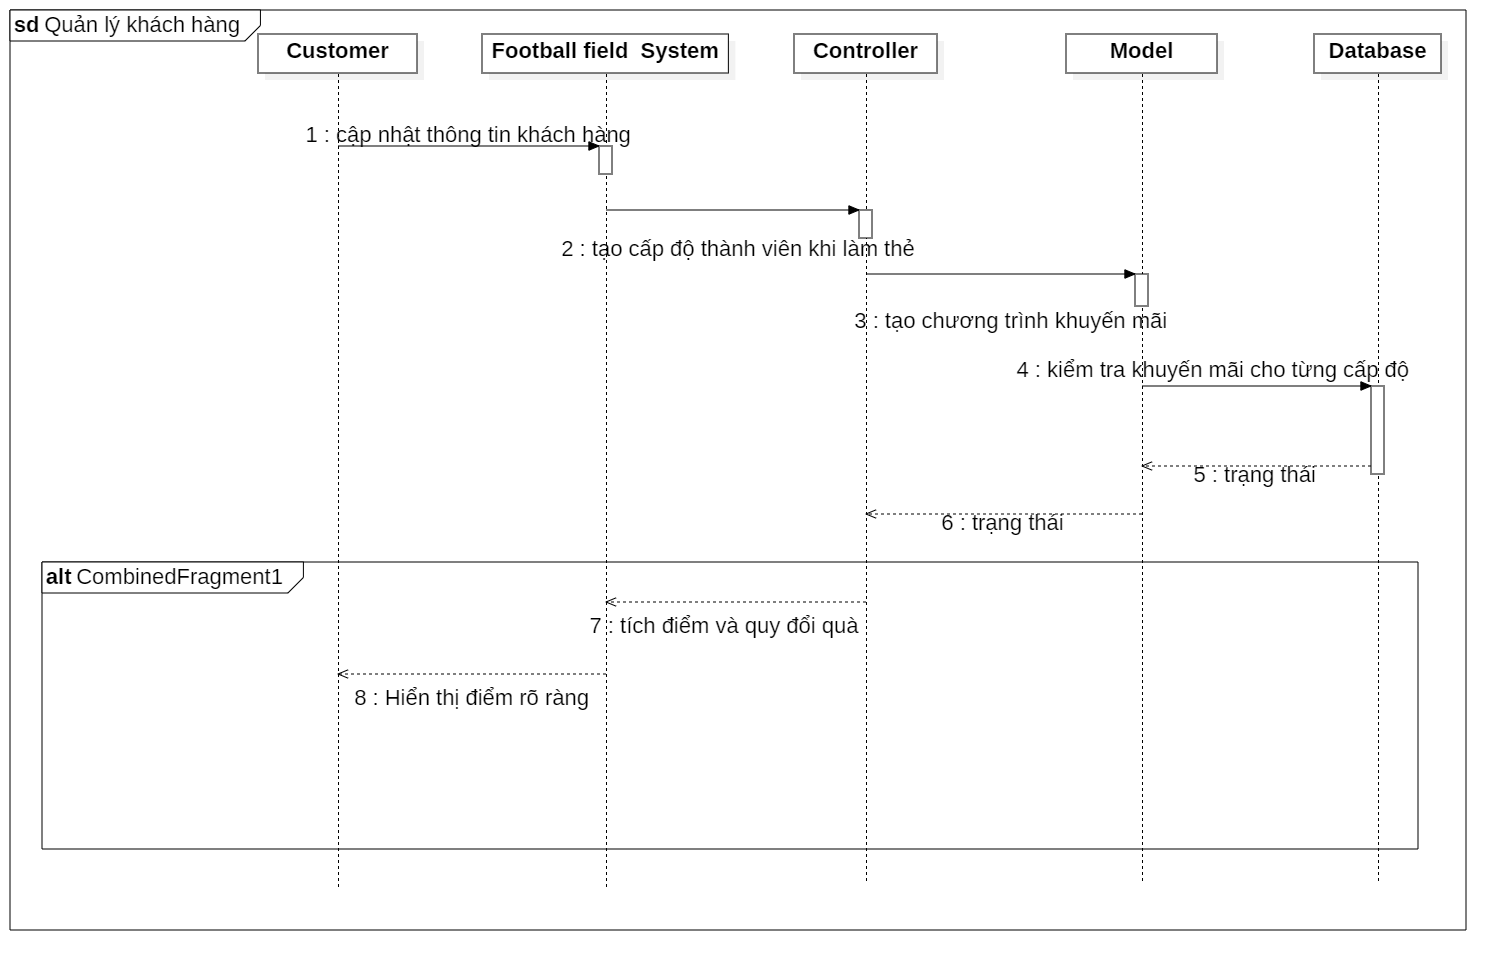 sd Quản lý khách hàng
Customer
Football field System
Controller
Model
Database
1 : cập nhật thông tin khách hàng
2 : tạo cấp độ thành viên khi làm thẻ
3 : tạo chương trình khuyến mãi
4 : kiểm tra khuyến mãi cho từng cấp độ
5 : trạng thái
6 : trạng thái
alt CombinedFragment1
7 : tích điểm và quy đổi quà
8 : Hiển thị điểm rõ ràng